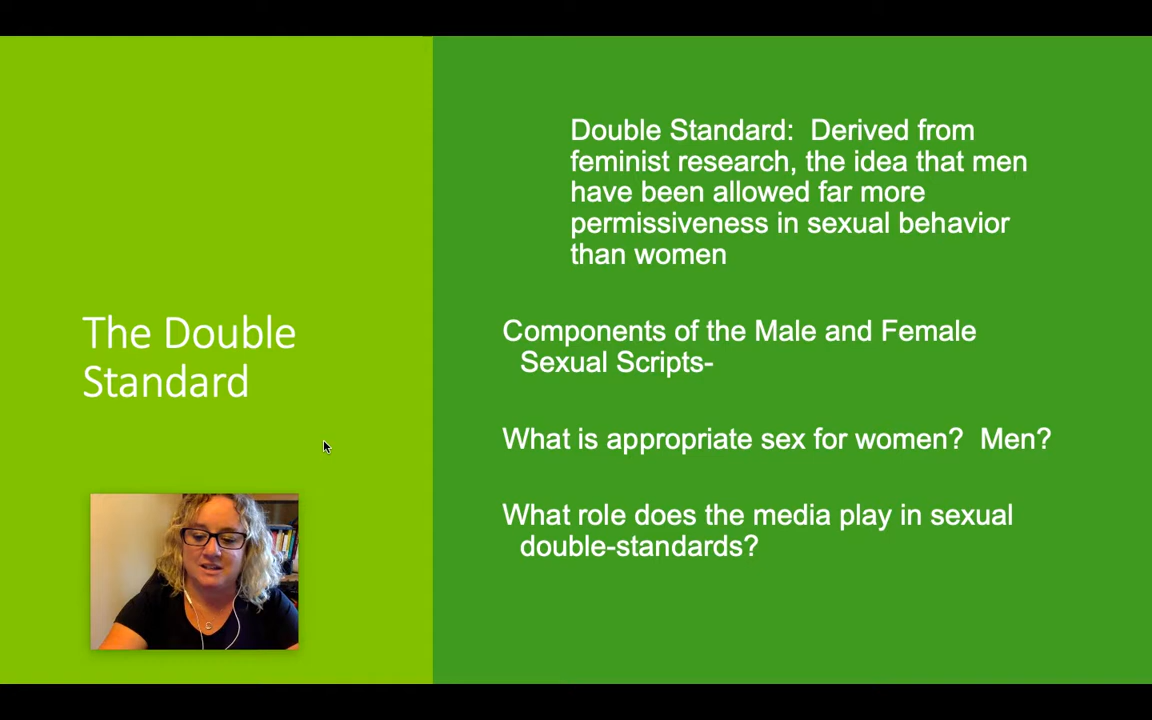 The Double
Standard
Double Standard:  Derived from
feminist research, the idea that men
have been allowed far more
permissiveness in sexual behavior
than women
Components of the Male and Female
Sexual Scripts-
What is appropriate sex for women?  Men?
What role does the media play in sexual
double-standards?